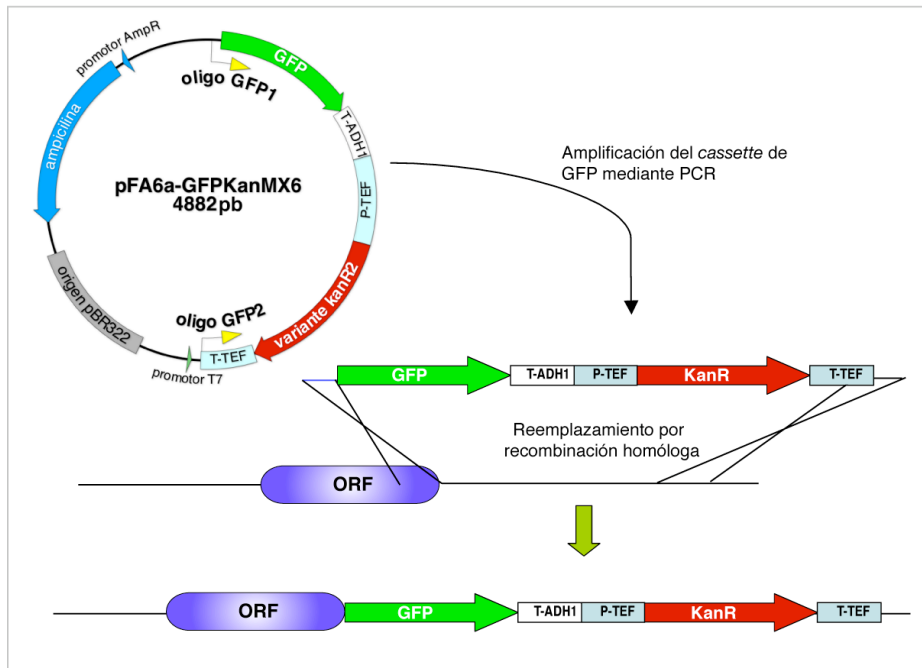 promotor AmpR
GFP
oligo GFP1
ampicilina
T-ADH1
Amplificación del cassette de
GFP mediante PCR
pFA6a-GFPKanMX6
4882pb
P-TEF
origen pBR322
variante kanR2
oligo GFP2
T-TEF
promotor T7
GFP
T-ADH1
P-TEF
KanR
T-TEF
Reemplazamiento por
recombinación homóloga
ORF
ORF
GFP
T-ADH1
P-TEF
KanR
T-TEF